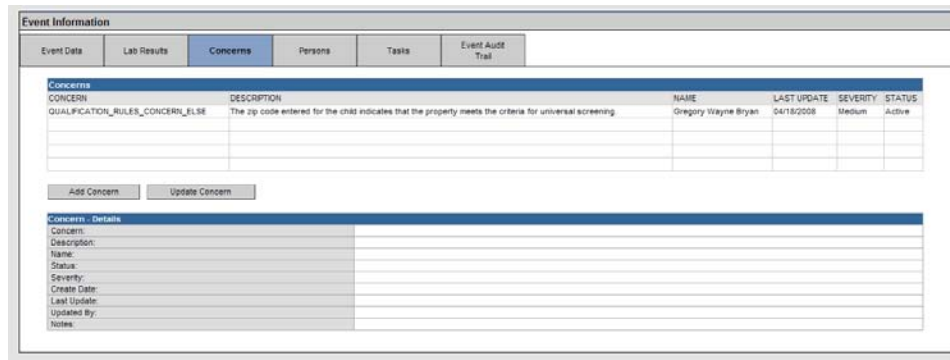 Event Information
Event Data Lab Results Concerns Persons Tasks Event Audit Trail
Concerns
CONCERN DESCRIPTION NAME LAST UPDATE SEVERITY STATUS
QUALIFICATION_RULES_CONCERN_ELSE The zip code entered for the child indicates that the property meets the criteria for universal screening. Gregory Wayne Bryan 04/18/2008 Medium Active
Add Concern Update Concern
Concern - Details
Concern:
Description:
Name:
Status:
Severity:
Create Date:
Last Update:
Updated By:
Notes: